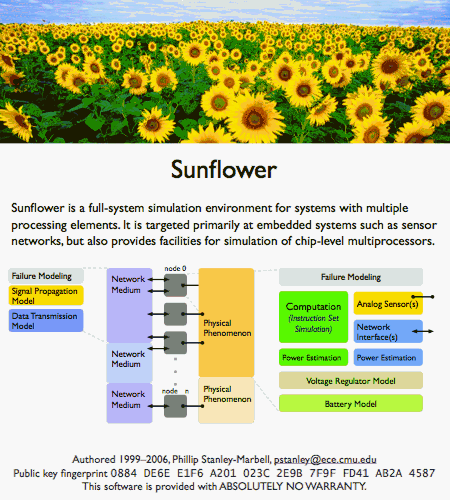 Sunflower
Sunflower is a full-system simulation environment for systems with multiple
processing elements. It is targeted primarily at embedded systems such as sensor
networks, but also provides facilities for simulation of chip-level multiprocessors.
Failure Modeling
Signal Propagation
Model
Data Transmission
Model
Network
Medium
Network
Medium
Network
Medium
node 0
node n
Physical
Phenomenon
Physical
Phenomenon
Failure Modeling
Computation
(Instruction Set
Simulation)
Analog Sensor(s)
Network
Interface(s)
Power Estimation
Power Estimation
Voltage Regulator Model
Battery Model
Authored 1999–2006, Phillip Stanley-Marbell, pstanley@ece.cmu.edu
Public key fingerprint 0884 DE6E E1F6 A201 023C 2E9B 7F9F FD41 AB2A 4587
This software is provided with ABSOLUTELY NO WARRANTY.